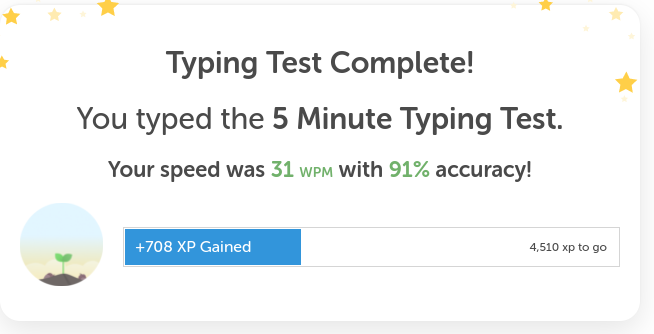 Typing Test Complete!
You typed the 5 Minute Typing Test.
Your speed was 31 WPM with 91% accuracy!
+708 XP Gained 4,510 xp to go